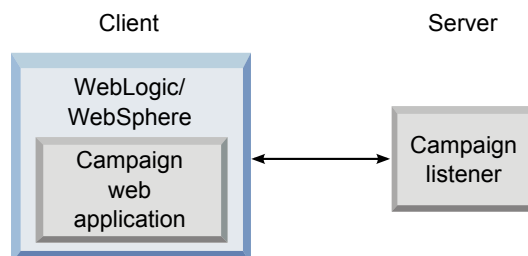 Client
Server
WebLogic/
WebSphere
Campaign
web
application
Campaign
listener